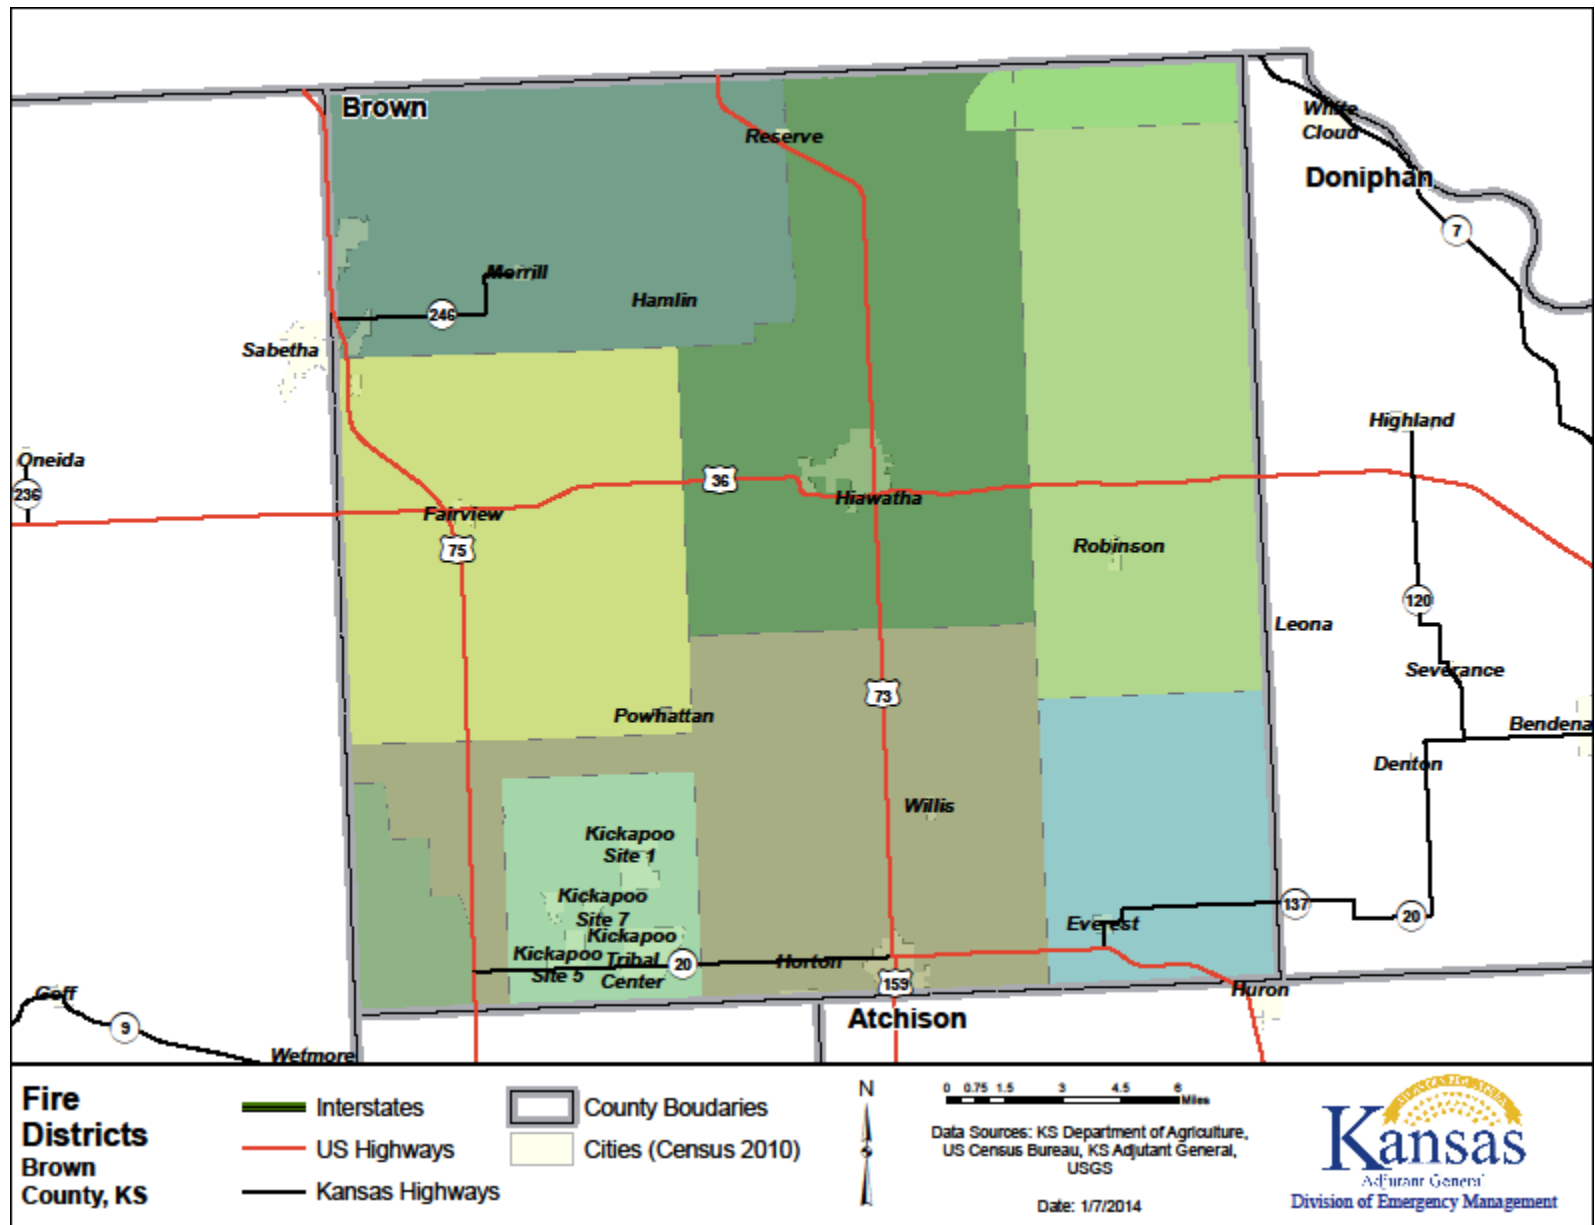 Brown
Reserve
White
Cloud
Doniphan
7
Morrill
Hamlin
246
Sabetha
Highland
Oneida
236
36
Hiawatha
Fairview
75
Robinson
120
Leona
Severance
73
Powhattan
Bendena
Denton
Willis
Kickapoo
Site 1
Kickapoo
Site 7
Kickapoo
Tribal
Center
Kickapoo
Site 5
20
Horton
Everest
137
20
159
Huron
Goff
9
Wetmore
Atchison
Fire
Districts
Brown
County, KS
Interstates
US Highways
Kansas Highways
County Boudaries
Cities (Census 2010)
N
0 0.75 1.5 3 4.5 6
Miles
Data Sources: KS Department of Agriculture,
US Census Bureau, KS Adjutant General,
USGS
Date: 1/7/2014
Kansas
Adjutant General
Division of Emergency Management